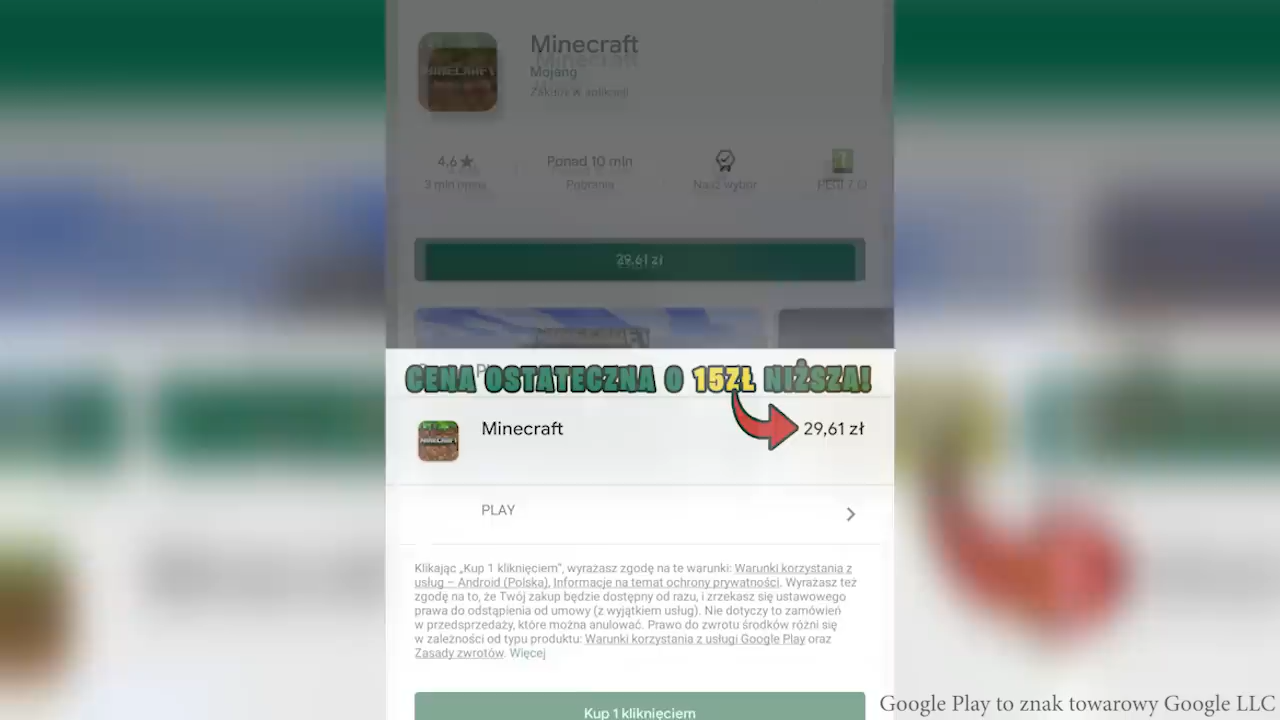 Minecraft
Mojang
Zakupy w aplikacji
4,6 ★
Ponad 10 mln
3 mln opinii
Pobrania
Nasz wybór
PEGI 7
29,61 zł
CENA OSTATECZNA O 15ZŁ NIŻSZA!
Minecraft
29,61 zł
PLAY
Klikając „Kup 1 kliknięciem”, wyrażasz zgodę na te warunki: Warunki korzystania z
usług – Android (Polska), Informacje na temat ochrony prywatności. Wyrażasz też
zgodę na to, że Twój zakup będzie dostępny od razu, i zrzekasz się ustawowego
prawa do odstąpienia od umowy (z wyjątkiem usług). Nie dotyczy to zamówień
w przedsprzedaży, które można anulować. Prawo do zwrotu środków różni się
w zależności od typu produktu: Warunki korzystania z usługi Google Play oraz
Zasady zwrotów. Więcej
Kup 1 kliknięciem
Google Play to znak towarowy Google LLC